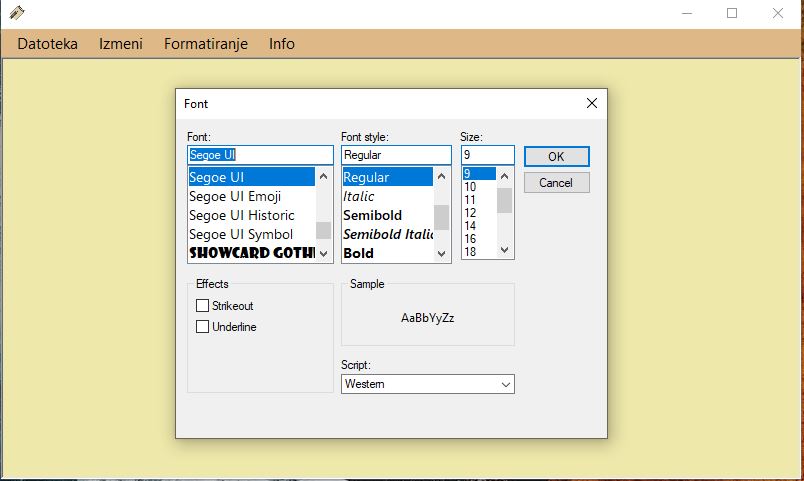 Datoteka Izmeni Formatiranje Info
Font
Font: Font style: Size:
Segoe UI Regular 9 OK
Segoe UI Regular 9 Cancel
Segoe UI Emoji Italic 10
Segoe UI Historic Semibold 11
Segoe UI Symbol Semibold Italic 12
SHOWCARD GOTH Bold 14
16
18
Effects Sample
Strikeout
Underline AaBbYyZz
Script:
Western